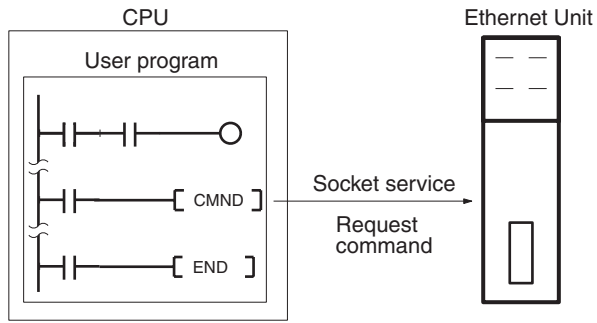 CPU
Ethernet Unit
User program
CMND
Socket service
Request
command
END